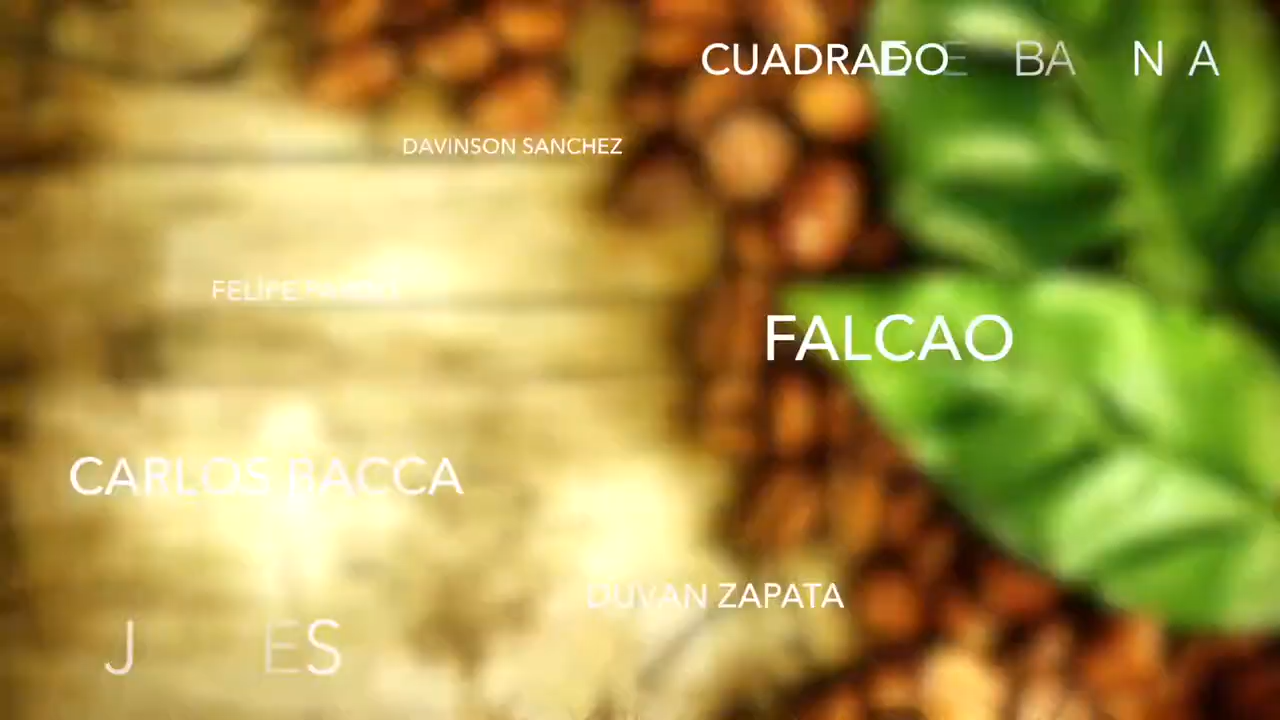 CUADRADO
DAVINSON SANCHEZ
FELIPE
FALCAO
CARLOS BACCA
DUVAN ZAPATA